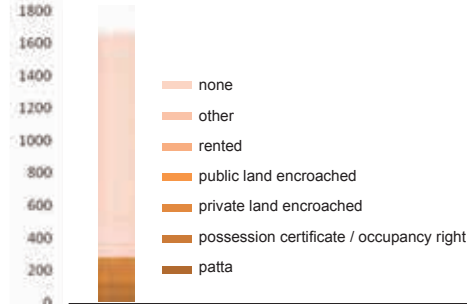 1800
1600
1400
1200
1000
800
600
400
200
0
none
other
rented
public land encroached
private land encroached
possession certificate / occupancy right
patta